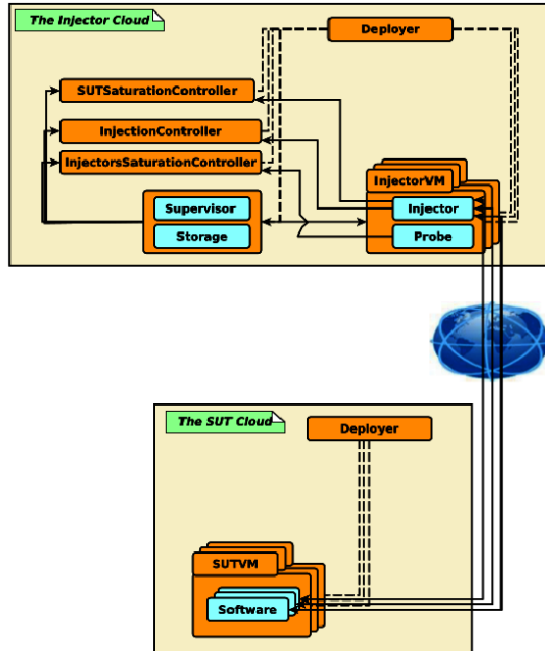 The Injector Cloud
Deployer
SUTSaturationController
InjectionController
InjectorsSaturationController
InjectorVM
Supervisor
Injector
Storage
Probe
The SUT Cloud
Deployer
SUTVM
Software